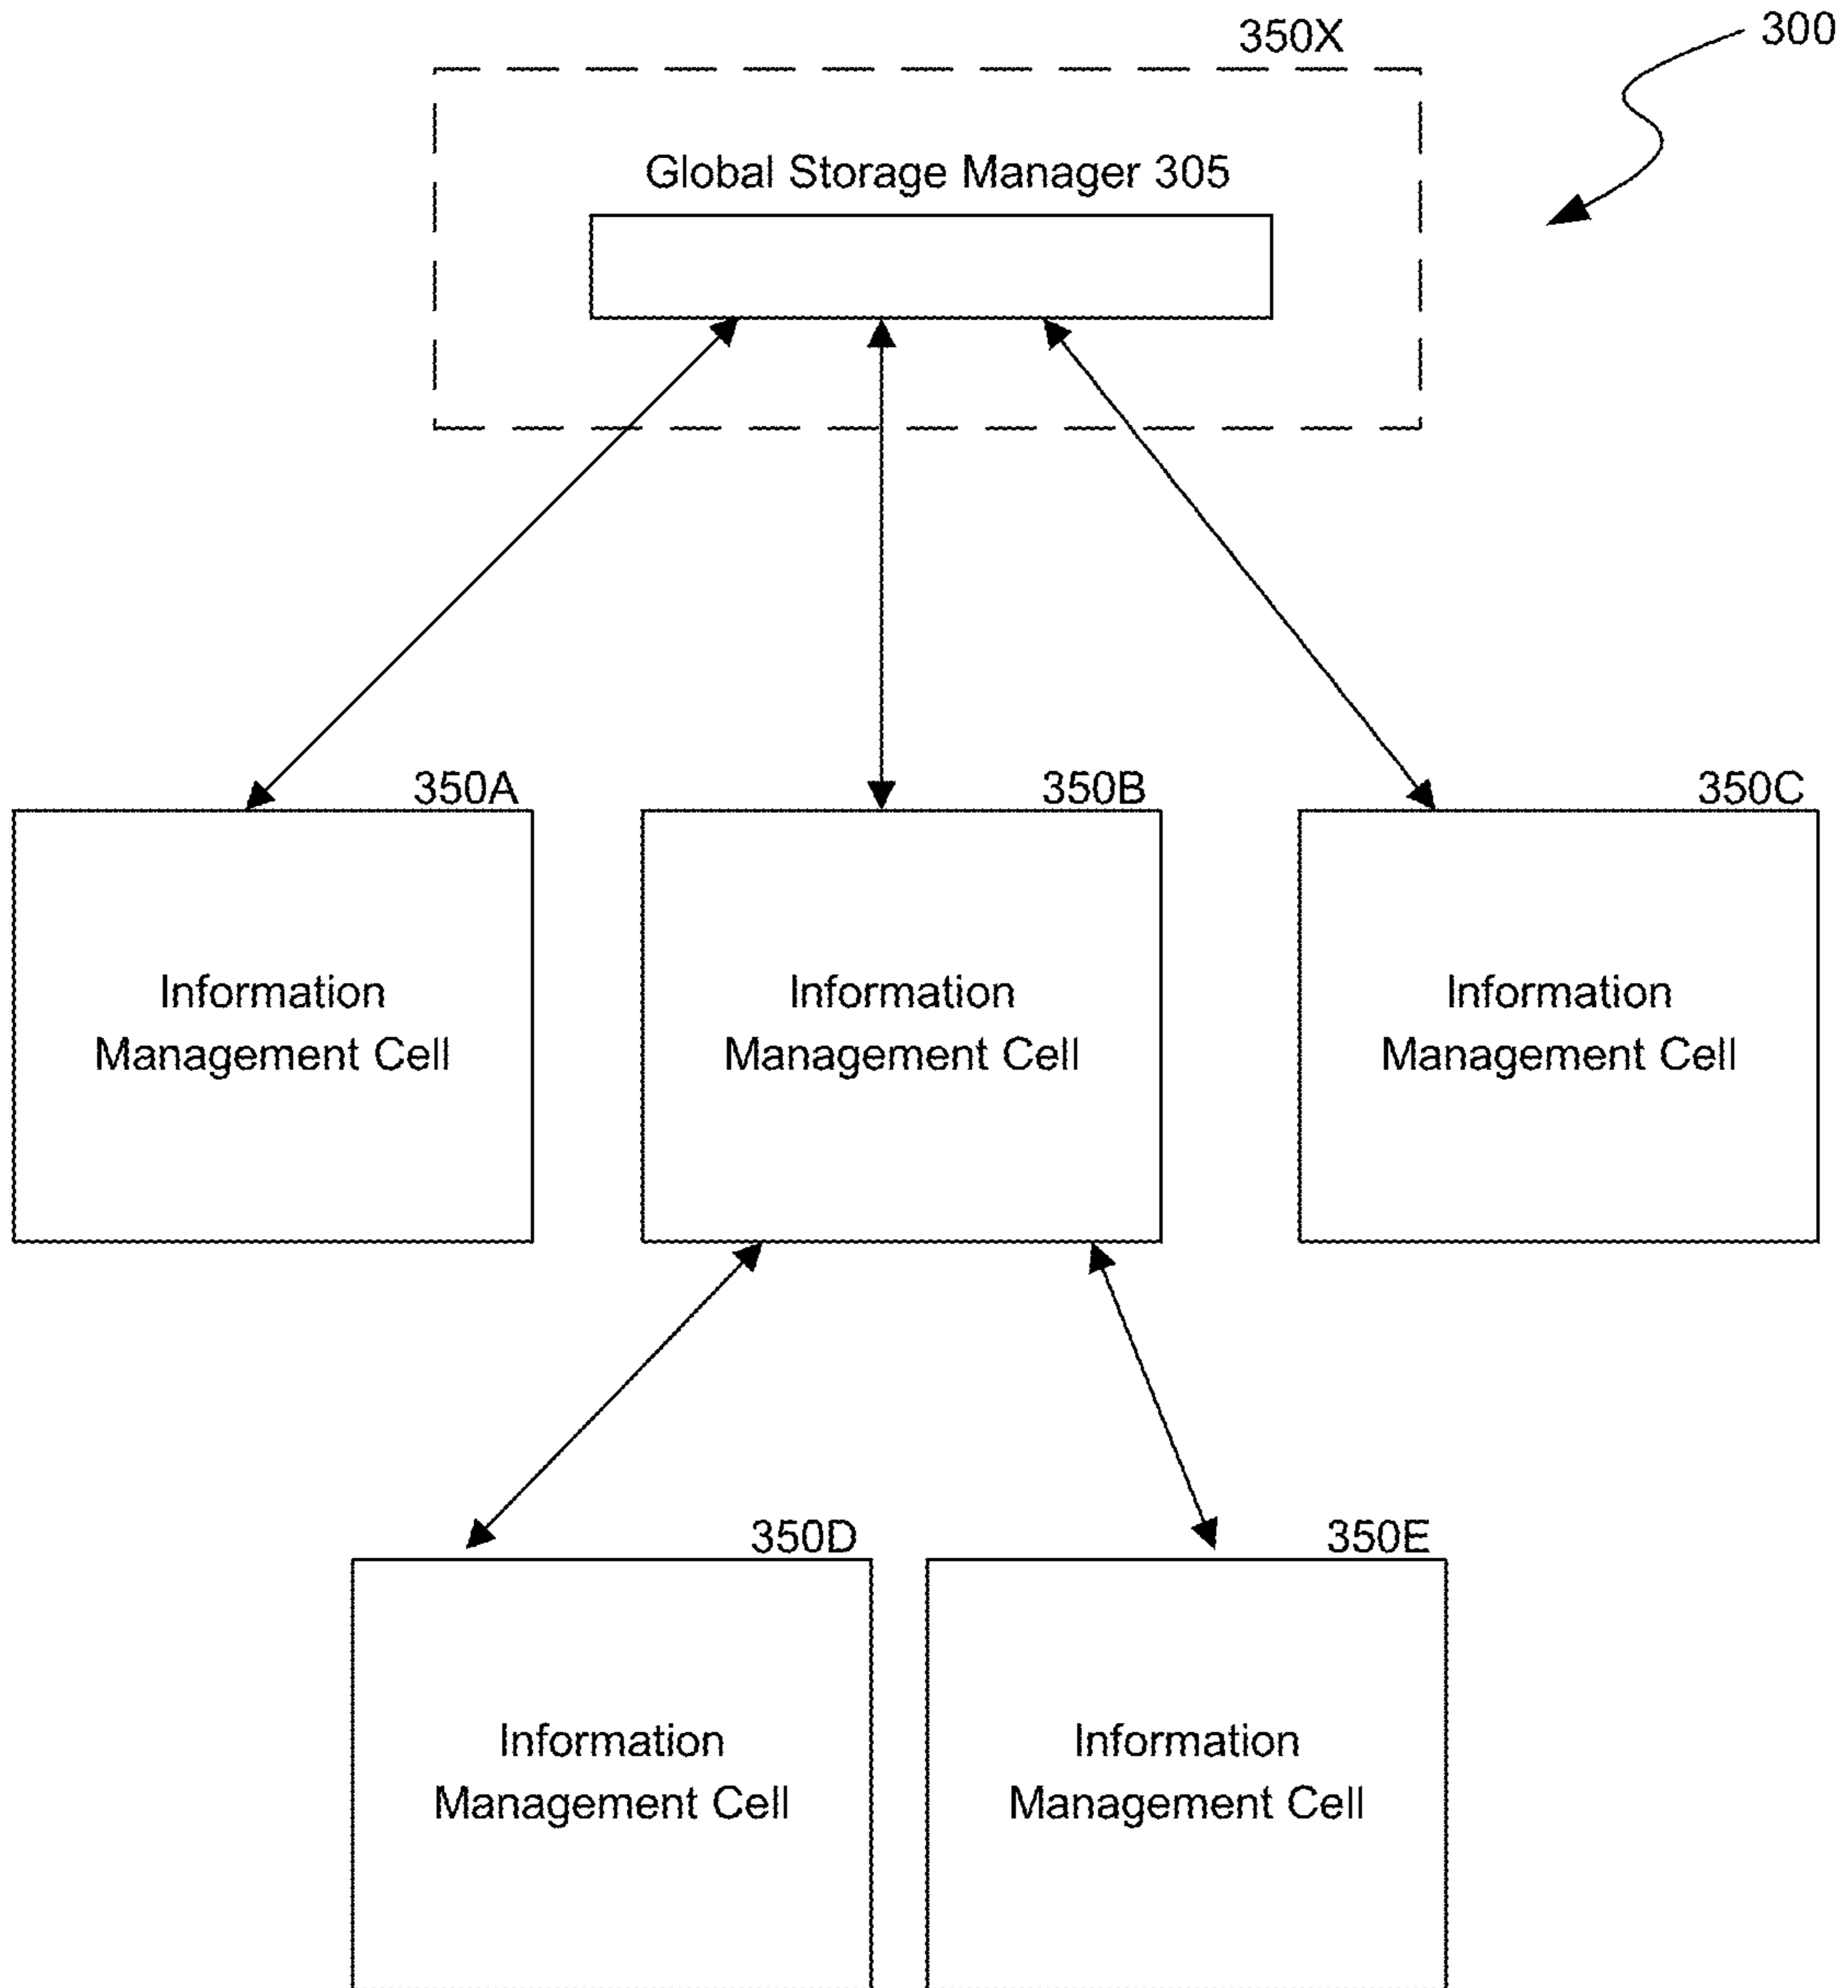 350X
300
Global Storage Manager 305
350A
350B
350C
Information
Management Cell
Information
Management Cell
Information
Management Cell
350D
350E
Information
Management Cell
Information
Management Cell